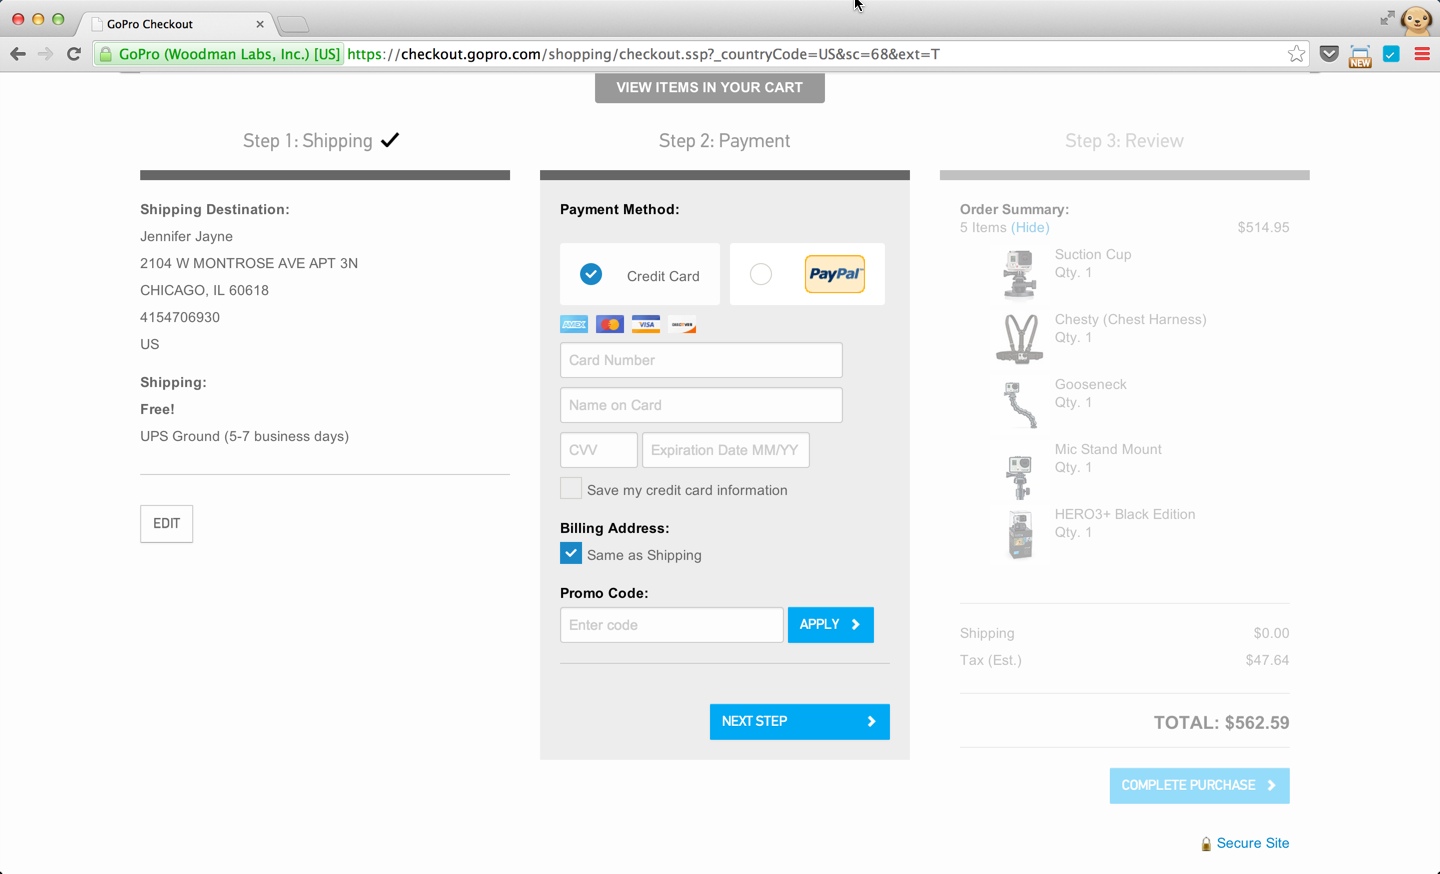 GoPro Checkout
GoPro (Woodman Labs, Inc.) [US] https://checkout.gopro.com/shopping/checkout.ssp?_countryCode=US&sc=68&ext=T
NEW
VIEW ITEMS IN YOUR CART
Step 1: Shipping
Shipping Destination:
Jennifer Jayne
2104 W MONTROSE AVE APT 3N
CHICAGO, IL 60618
4154706930
US
Shipping:
Free!
UPS Ground (5-7 business days)
EDIT
Step 2: Payment
Payment Method:
Credit Card
PayPal
AMEX VISA DISCOVER
Card Number
Name on Card
CVV Expiration Date MM/YY
Save my credit card information
Billing Address:
Same as Shipping
Promo Code:
Enter code APPLY
NEXT STEP
Step 3: Review
Order Summary:
5 Items (Hide) $514.95
Suction Cup
Qty. 1
Chesty (Chest Harness)
Qty. 1
Gooseneck
Qty. 1
Mic Stand Mount
Qty. 1
HERO3+ Black Edition
Qty. 1
Shipping $0.00
Tax (Est.) $47.64
TOTAL: $562.59
COMPLETE PURCHASE
Secure Site